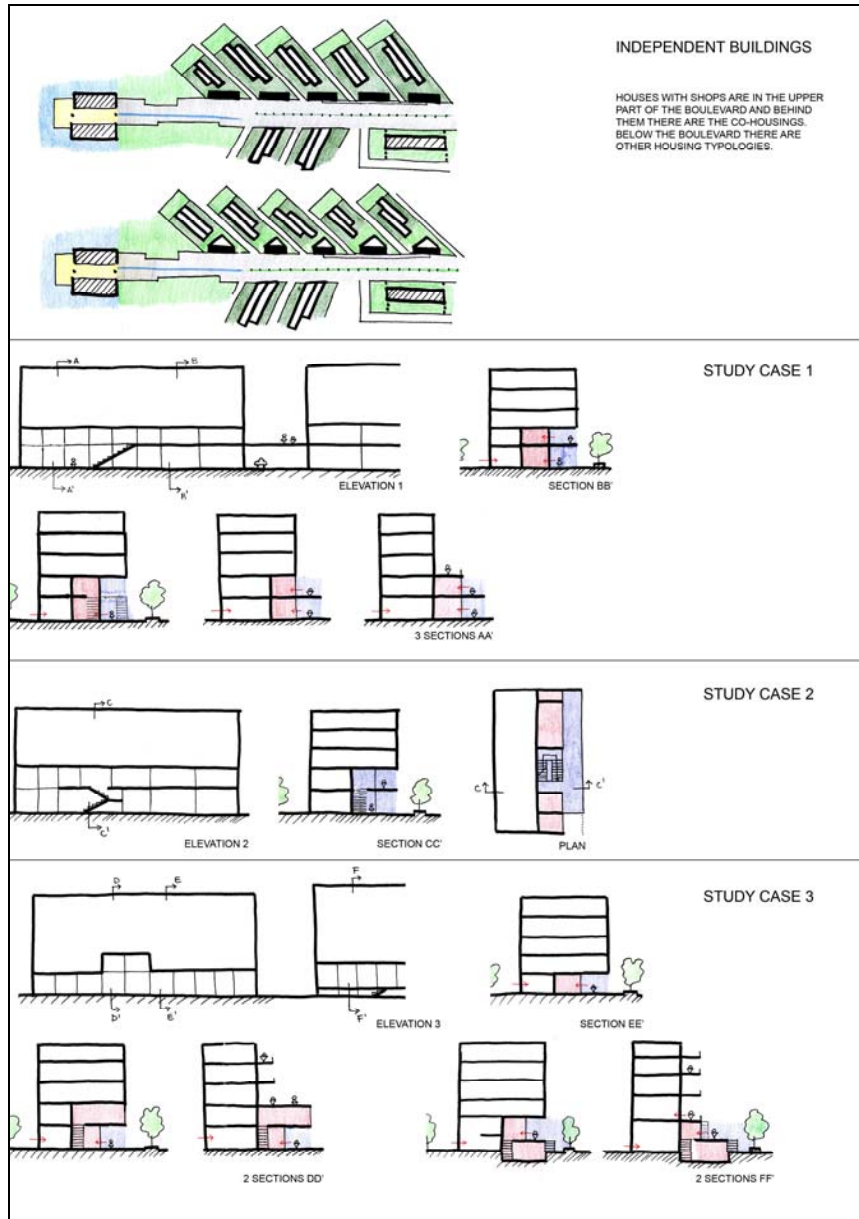 INDEPENDENT BUILDINGS
HOUSES WITH SHOPS ARE IN THE UPPER
PART OF THE BOULEVARD AND BEHIND
THEM THERE ARE THE CO-HOUSINGS.
BELOW THE BOULEVARD THERE ARE
OTHER HOUSING TYPOLOGIES.
STUDY CASE 1
A
B
A'
B'
ELEVATION 1
SECTION BB'
3 SECTIONS AA'
STUDY CASE 2
C
C'
ELEVATION 2
SECTION CC'
C
C'
PLAN
STUDY CASE 3
D
E
F
D'
E'
F'
ELEVATION 3
SECTION EE'
2 SECTIONS DD'
2 SECTIONS FF'